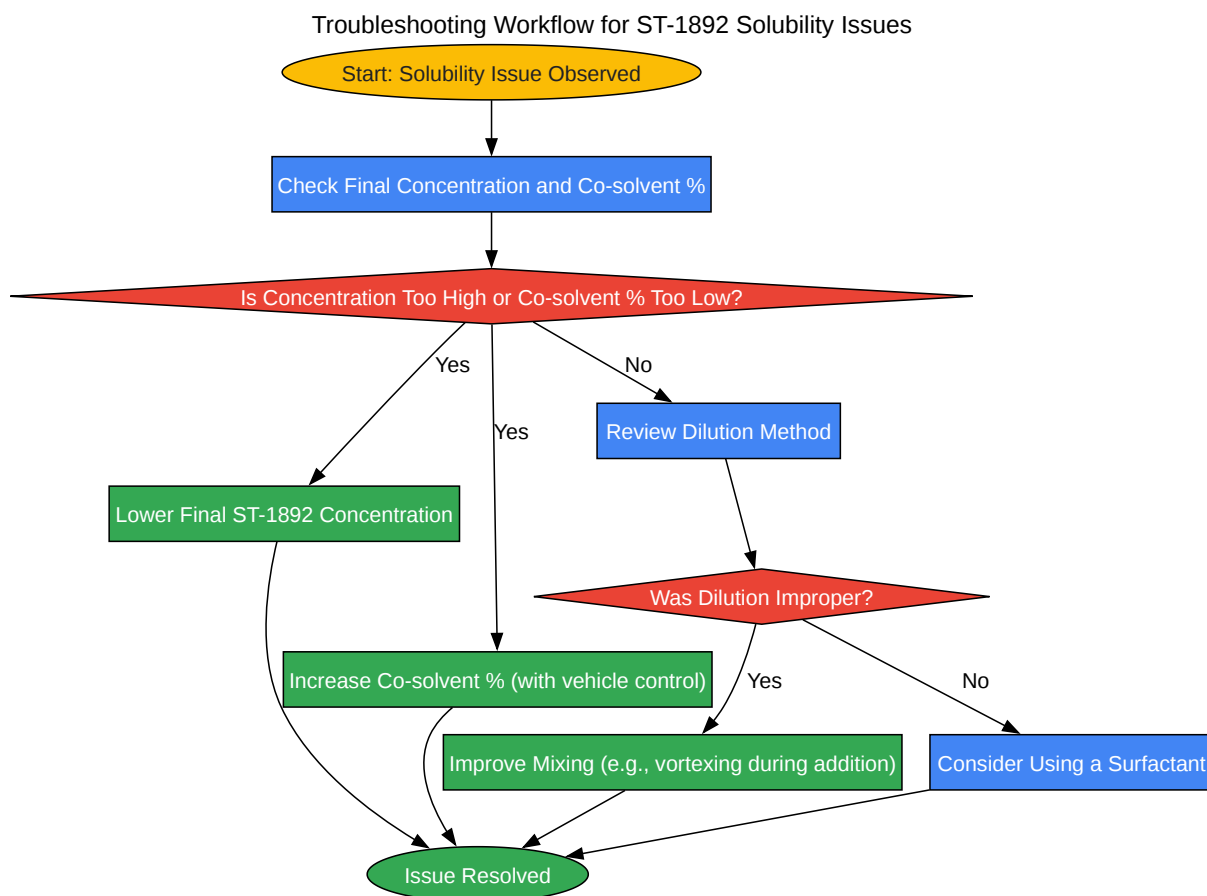 Troubleshooting Workflow for ST-1892 Solubility Issues
Start: Solubility Issue Observed
Check Final Concentration and Co-solvent %
Is Concentration Too High or Co-solvent % Too Low?
Yes
No
Yes
Review Dilution Method
Lower Final ST-1892 Concentration
Was Dilution Improper?
Increase Co-solvent % (with vehicle control)
Yes
No
Improve Mixing (e.g., vortexing during addition)
Consider Using a Surfactant
Issue Resolved